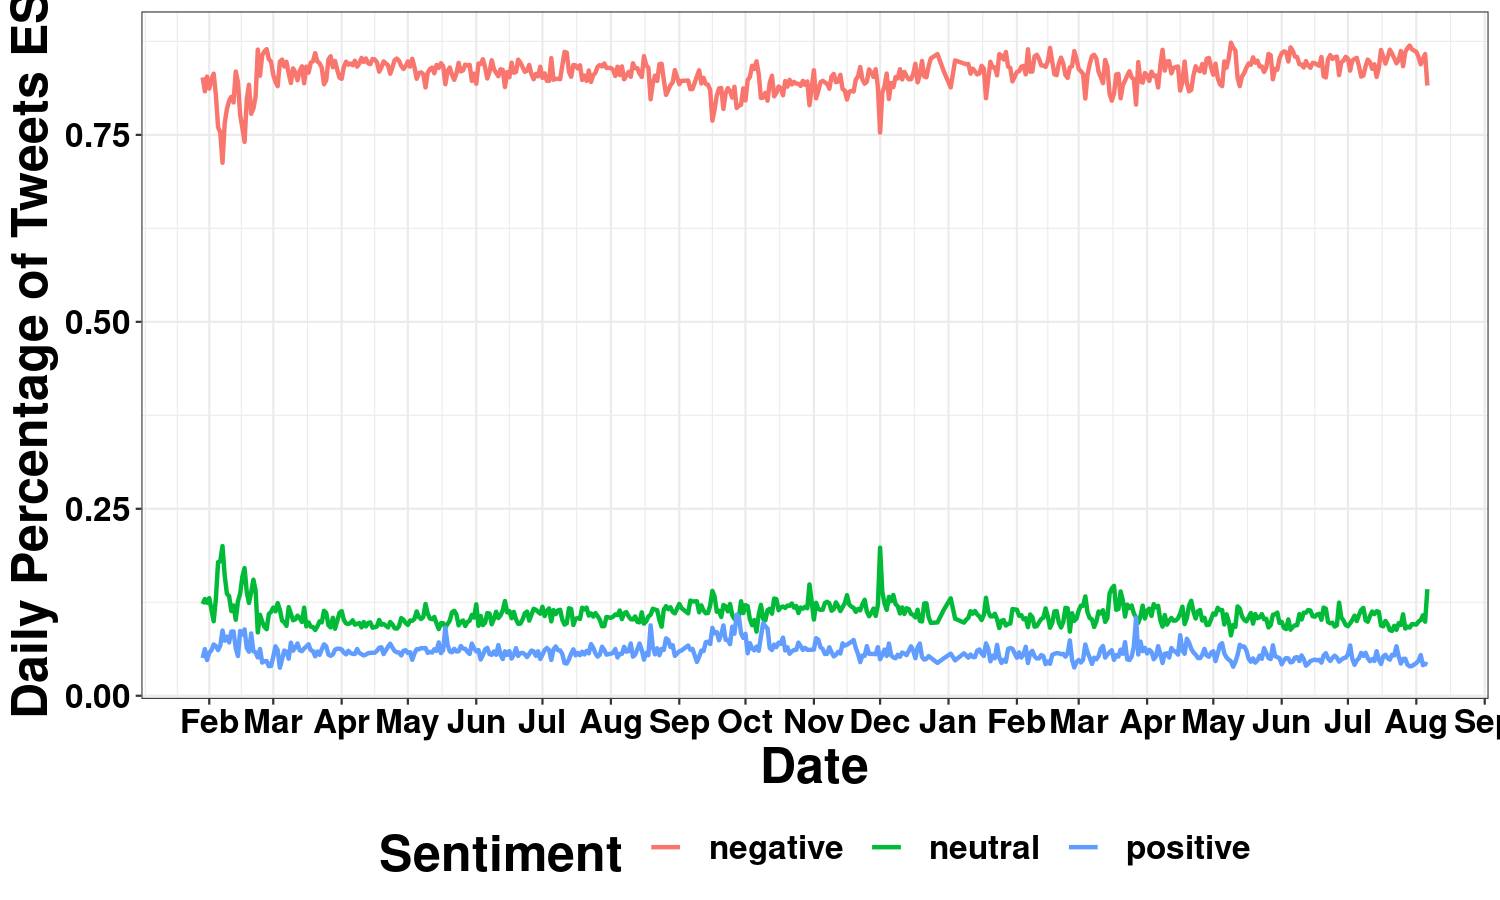 Daily Percentage of Tweets ES
0.75
0.50
0.25
0.00
Feb Mar Apr May Jun Jul Aug Sep Oct Nov Dec Jan Feb Mar Apr May Jun Jul Aug Sep
Date
Sentiment negative neutral positive